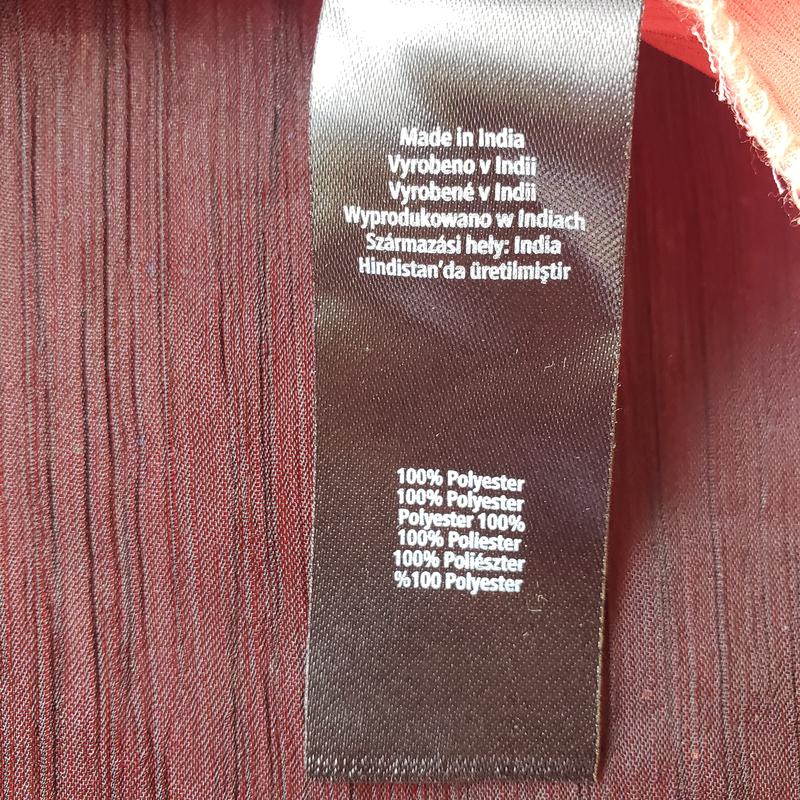 Made in India
Vyrobeno v Indii
Vyrobené v Indii
Wyprodukowano w Indiach
Származási hely: India
Hindistan'da üretilmiştir
100% Polyester
100% Polyester
Polyester 100%
100% Poliester
100% Poliészter
%100 Polyester